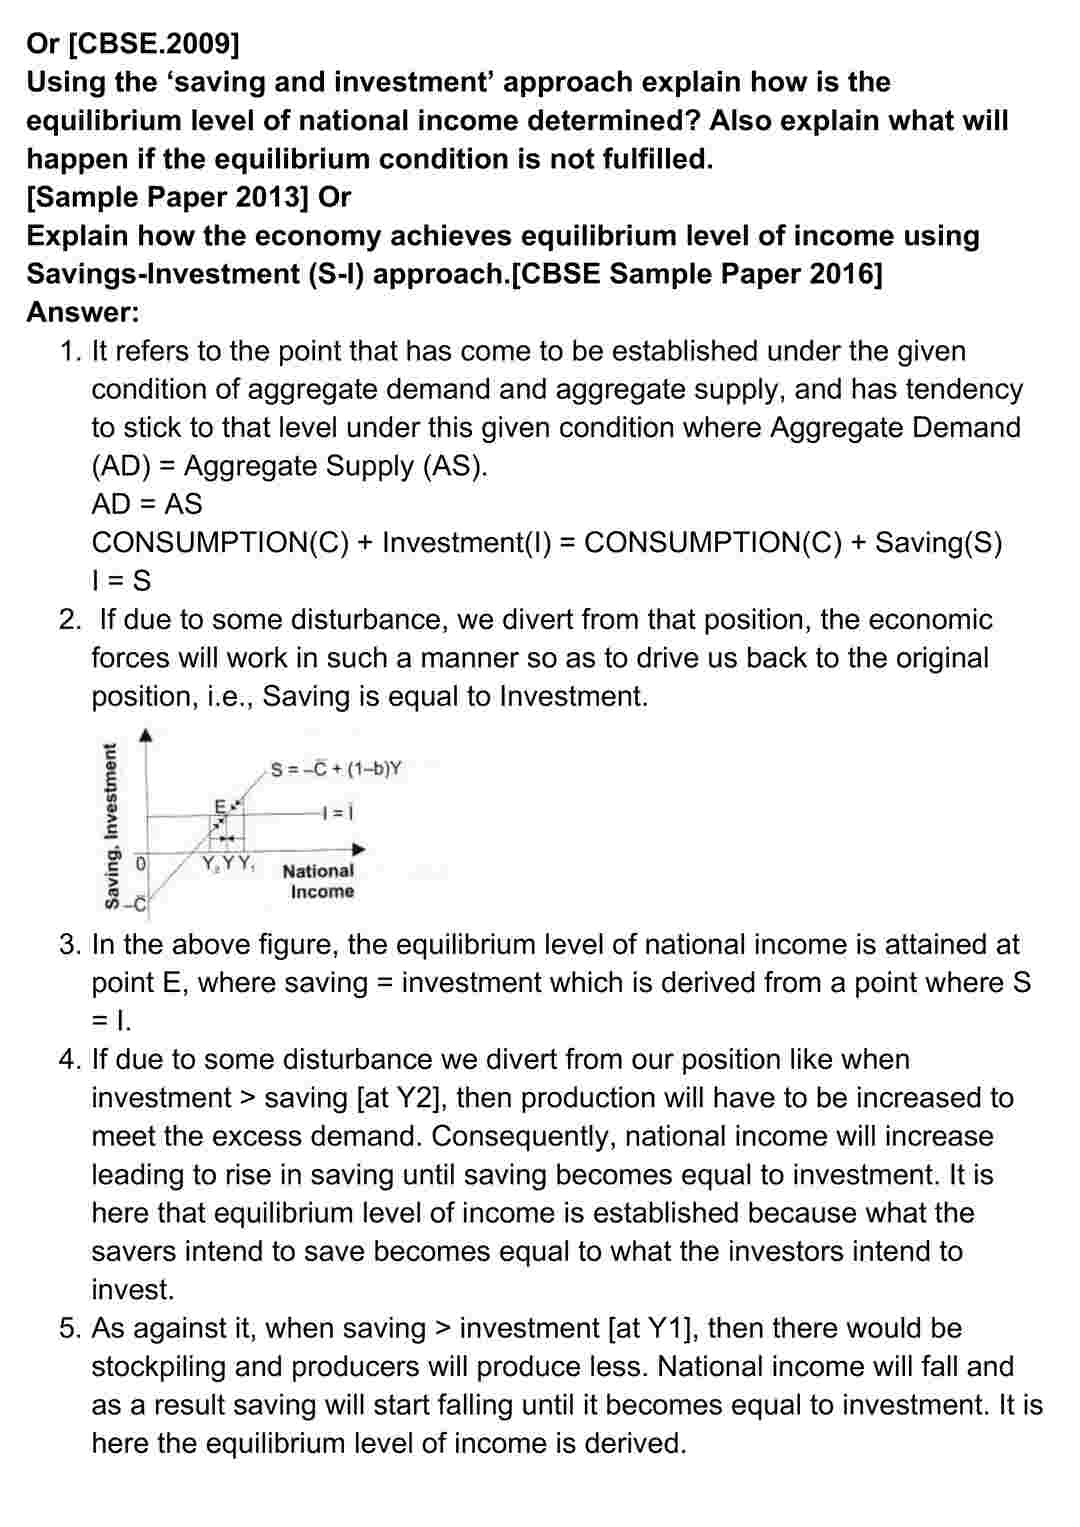 Or [CBSE.2009]
Using the ‘saving and investment’ approach explain how is the
equilibrium level of national income determined? Also explain what will
happen if the equilibrium condition is not fulfilled.
[Sample Paper 2013] Or
Explain how the economy achieves equilibrium level of income using
Savings-Investment (S-I) approach.[CBSE Sample Paper 2016]
Answer:
1. It refers to the point that has come to be established under the given
condition of aggregate demand and aggregate supply, and has tendency
to stick to that level under this given condition where Aggregate Demand
(AD) = Aggregate Supply (AS).
AD = AS
CONSUMPTION(C) + Investment(I) = CONSUMPTION(C) + Saving(S)
I = S
2. If due to some disturbance, we divert from that position, the economic
forces will work in such a manner so as to drive us back to the original
position, i.e., Saving is equal to Investment.
Saving, Investment
S = –C̅ + (1–b)Y
E
I = I̅
0
Y₂ Y Y₁
National
Income
–C̅
3. In the above figure, the equilibrium level of national income is attained at
point E, where saving = investment which is derived from a point where S
= I.
4. If due to some disturbance we divert from our position like when
investment > saving [at Y2], then production will have to be increased to
meet the excess demand. Consequently, national income will increase
leading to rise in saving until saving becomes equal to investment. It is
here that equilibrium level of income is established because what the
savers intend to save becomes equal to what the investors intend to
invest.
5. As against it, when saving > investment [at Y1], then there would be
stockpiling and producers will produce less. National income will fall and
as a result saving will start falling until it becomes equal to investment. It is
here the equilibrium level of income is derived.